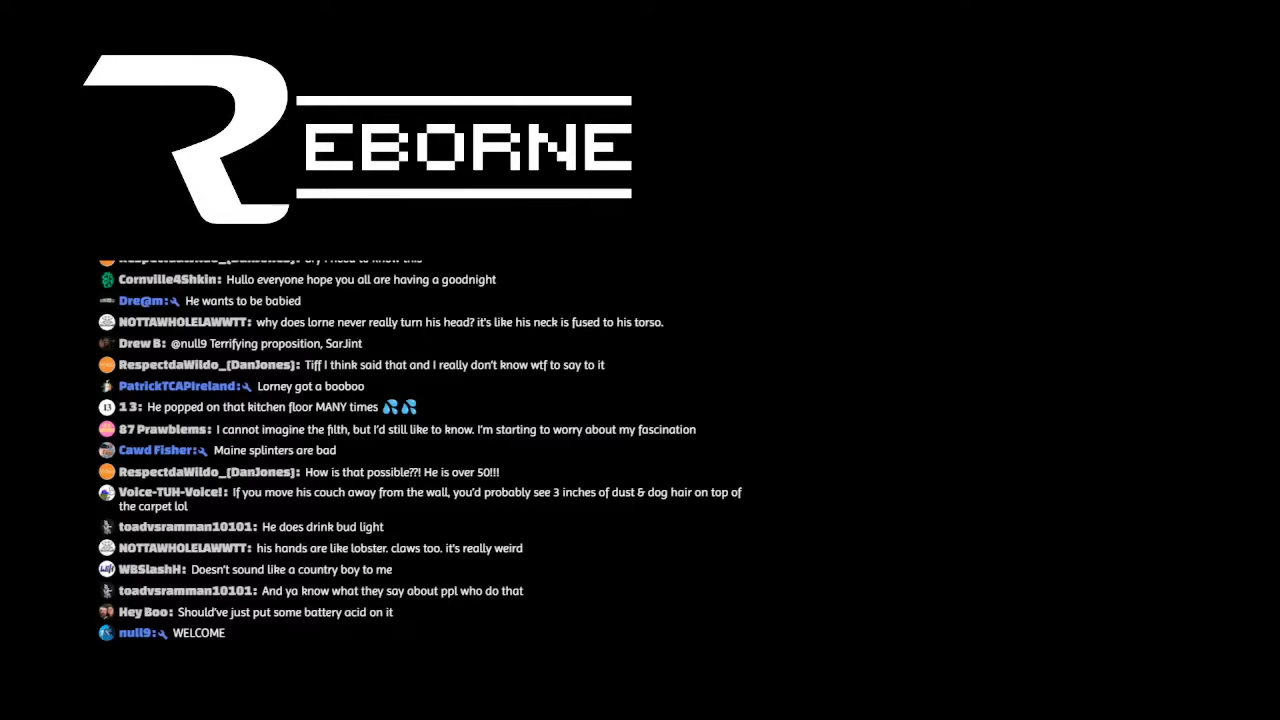 REBORNE
RespectdaWildo_(DanJones): Cry I need to know this
Cornville4Shkin: Hullo everyone hope you all are having a goodnight
Dre@m: He wants to be babied
NOTTAWHOLELAWWTT: why does lorne never really turn his head? it's like his neck is fused to his torso.
Drew B: @null9 Terrifying proposition, SarJint
RespectdaWildo_(DanJones): Tiff I think said that and I really don't know wtf to say to it
PatrickTCAPIreland: Lorney got a booboo
13
1 3: He popped on that kitchen floor MANY times 💦💦
87 Prawblems: I cannot imagine the filth, but I'd still like to know. I'm starting to worry about my fascination
Cawd Fisher: Maine splinters are bad
RespectdaWildo_(DanJones): How is that possible??! He is over 50!!!
Voice-TUH-Voice!: If you move his couch away from the wall, you'd probably see 3 inches of dust & dog hair on top of
the carpet lol
toadvsramman10101: He does drink bud light
NOTTAWHOLELAWWTT: his hands are like lobster. claws too. it's really weird
WBSlashH: Doesn't sound like a country boy to me
toadvsramman10101: And ya know what they say about ppl who do that
Hey Boo: Should've just put some battery acid on it
null9: WELCOME